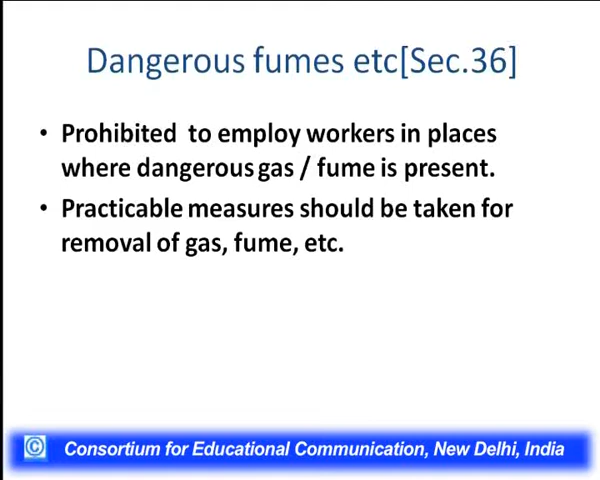 Dangerous fumes etc[Sec.36]
• Prohibited to employ workers in places
where dangerous gas / fume is present.
• Practicable measures should be taken for
removal of gas, fume, etc.
© Consortium for Educational Communication, New Delhi, India